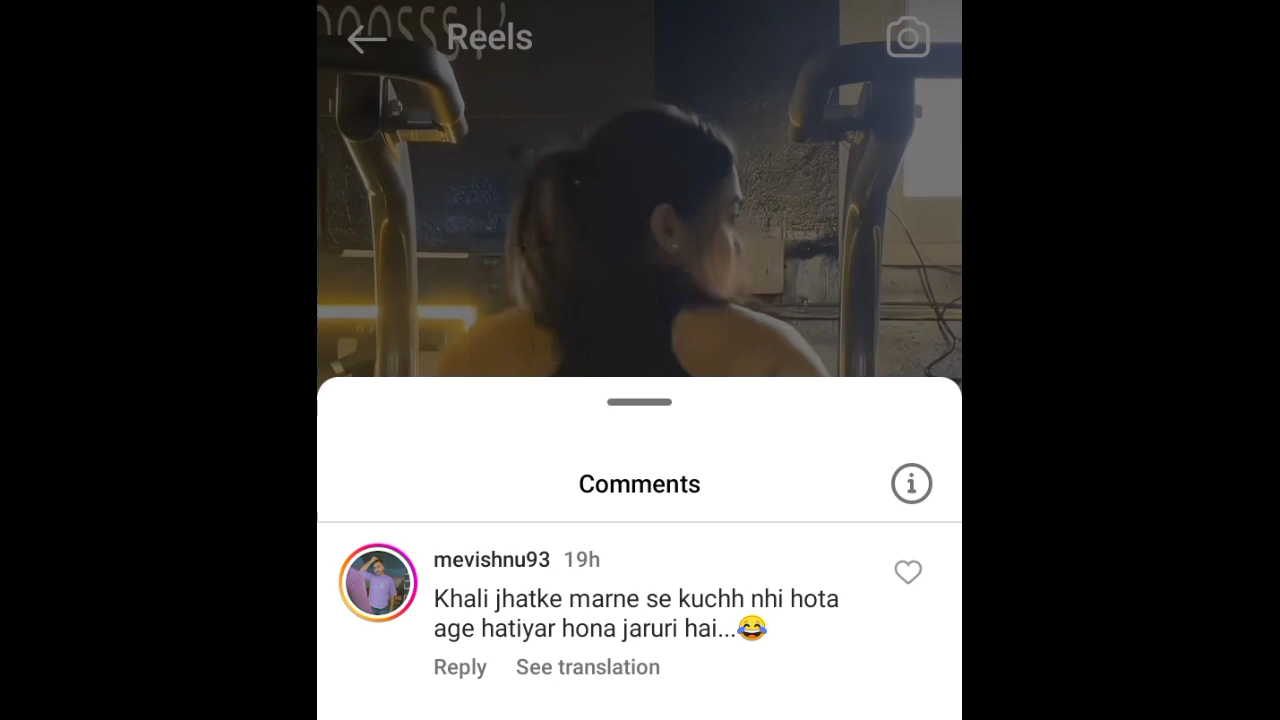 Reels
Comments
mevishnu93 19h
Khali jhatke marne se kuchh nhi hota
age hatiyar hona jaruri hai...😂
Reply See translation